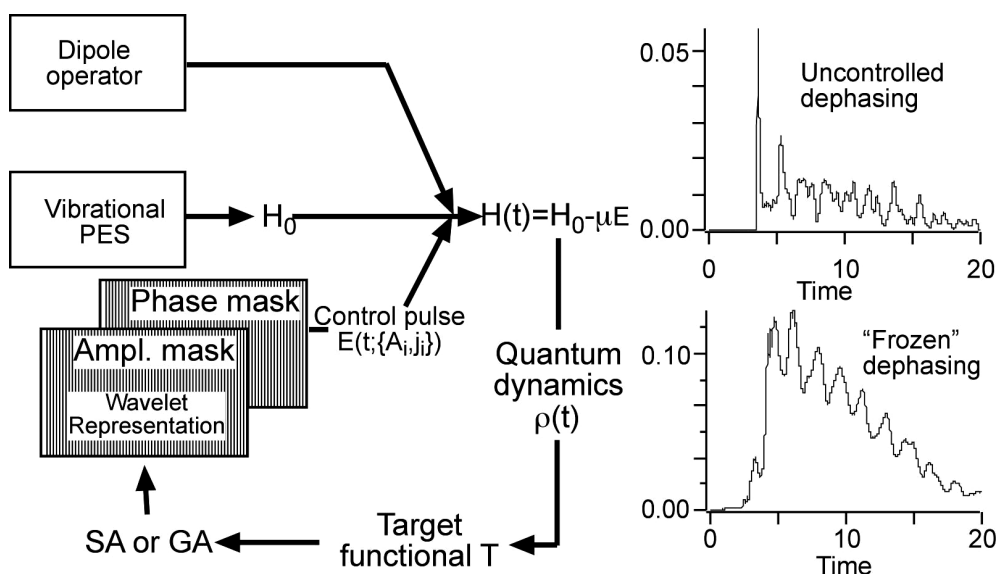 Dipole
operator
Vibrational
PES
H₀
H(t)=H₀-μE
Phase mask
Ampl. mask
Wavelet
Representation
Control pulse
E(t;{Aᵢ,jᵢ})
Quantum
dynamics
ρ(t)
Target
functional T
SA or GA
0.05
0.00
Uncontrolled
dephasing
0 10 20
Time
0.10
0.00
“Frozen”
dephasing
0 10 20
Time